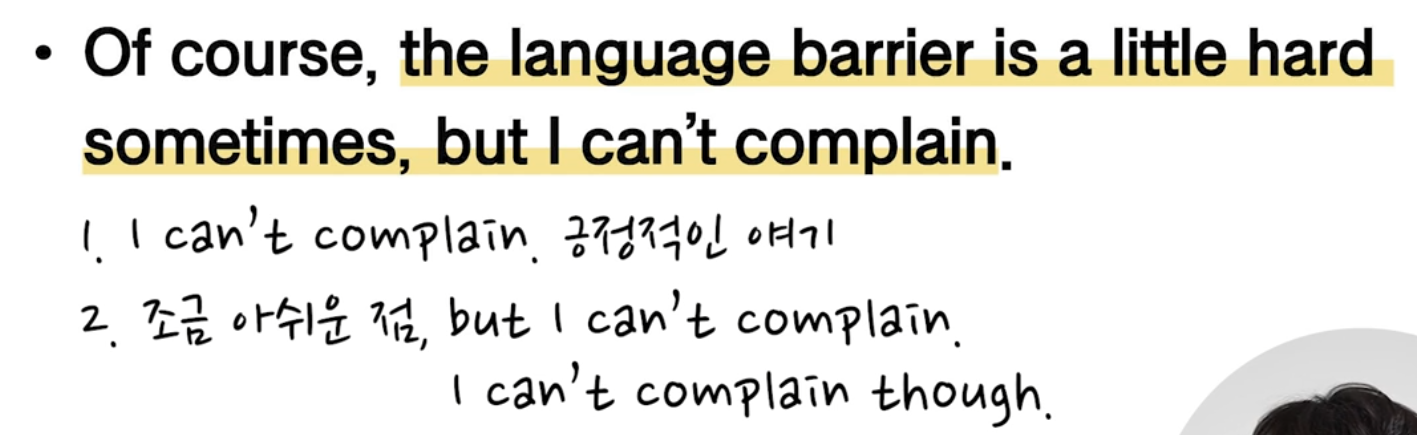 • Of course, the language barrier is a little hard
sometimes, but I can't complain.
1. I can't complain. 긍정적인 얘기
2. 조금 아쉬운 점, but I can't complain.
I can't complain though.